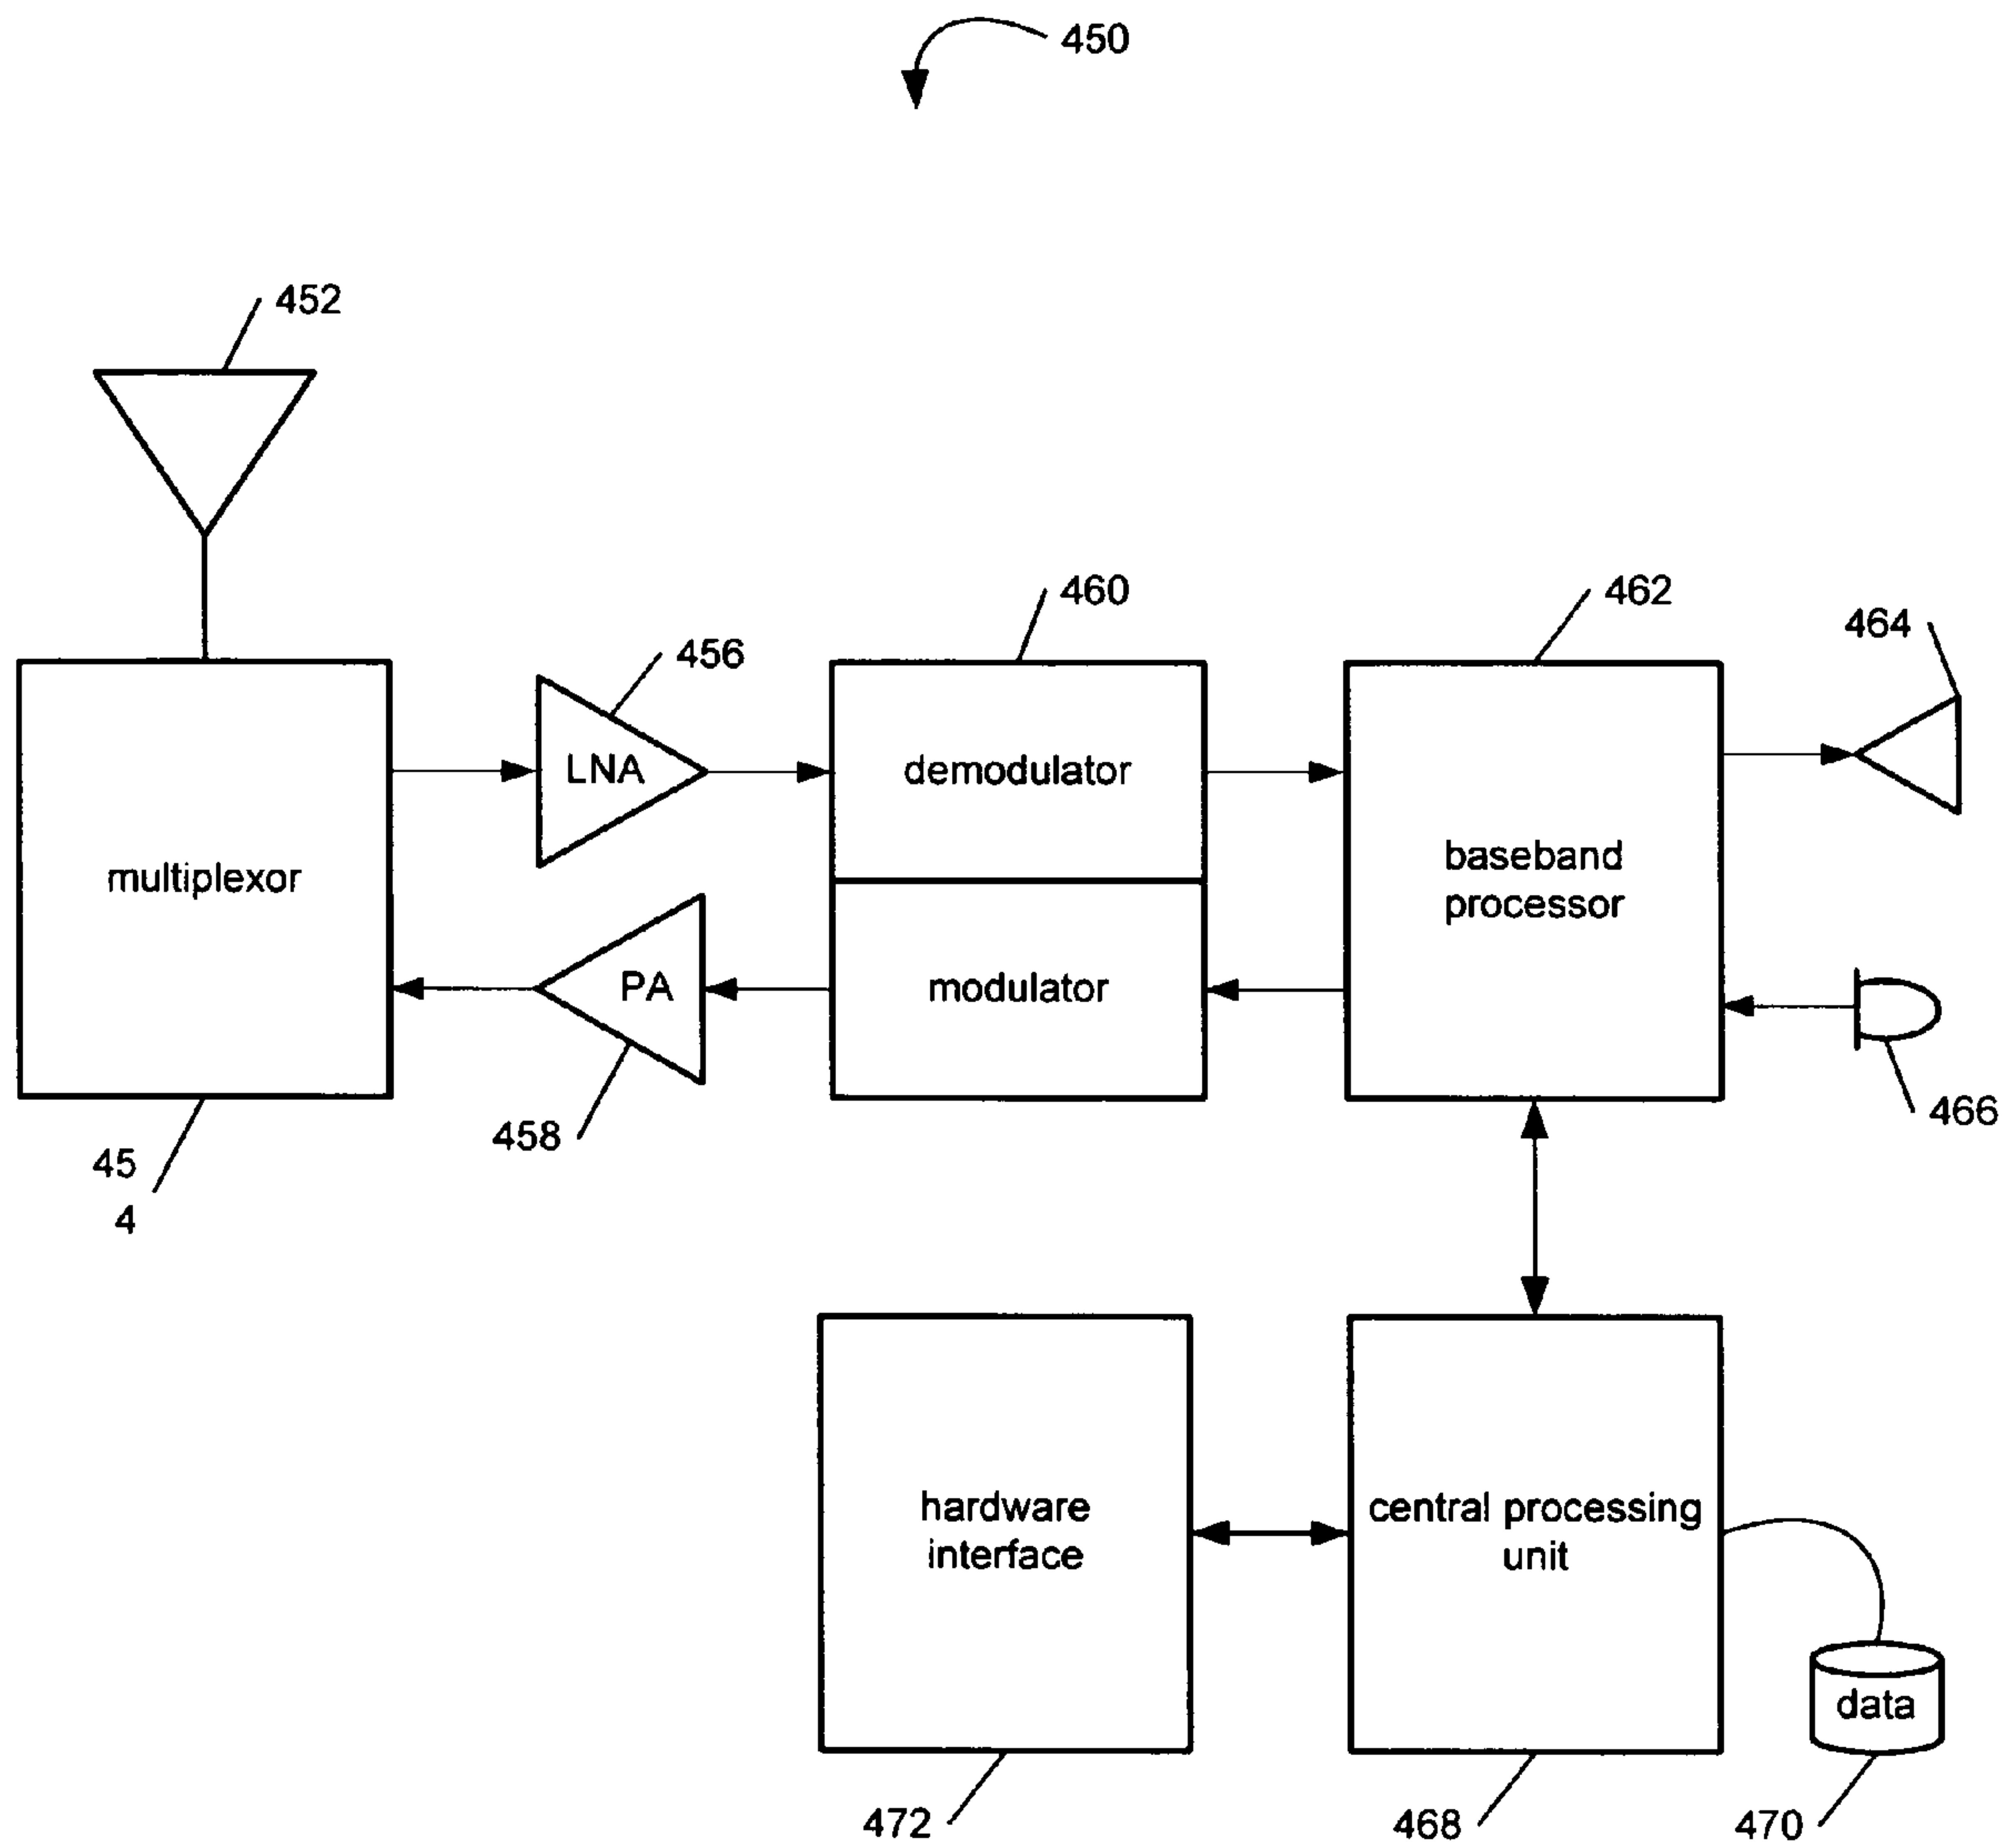 450
452
460
462
464
456
LNA
demodulator
baseband
processor
multiplexor
PA
modulator
458
466
45
4
hardware
interface
central processing
unit
data
472
468
470